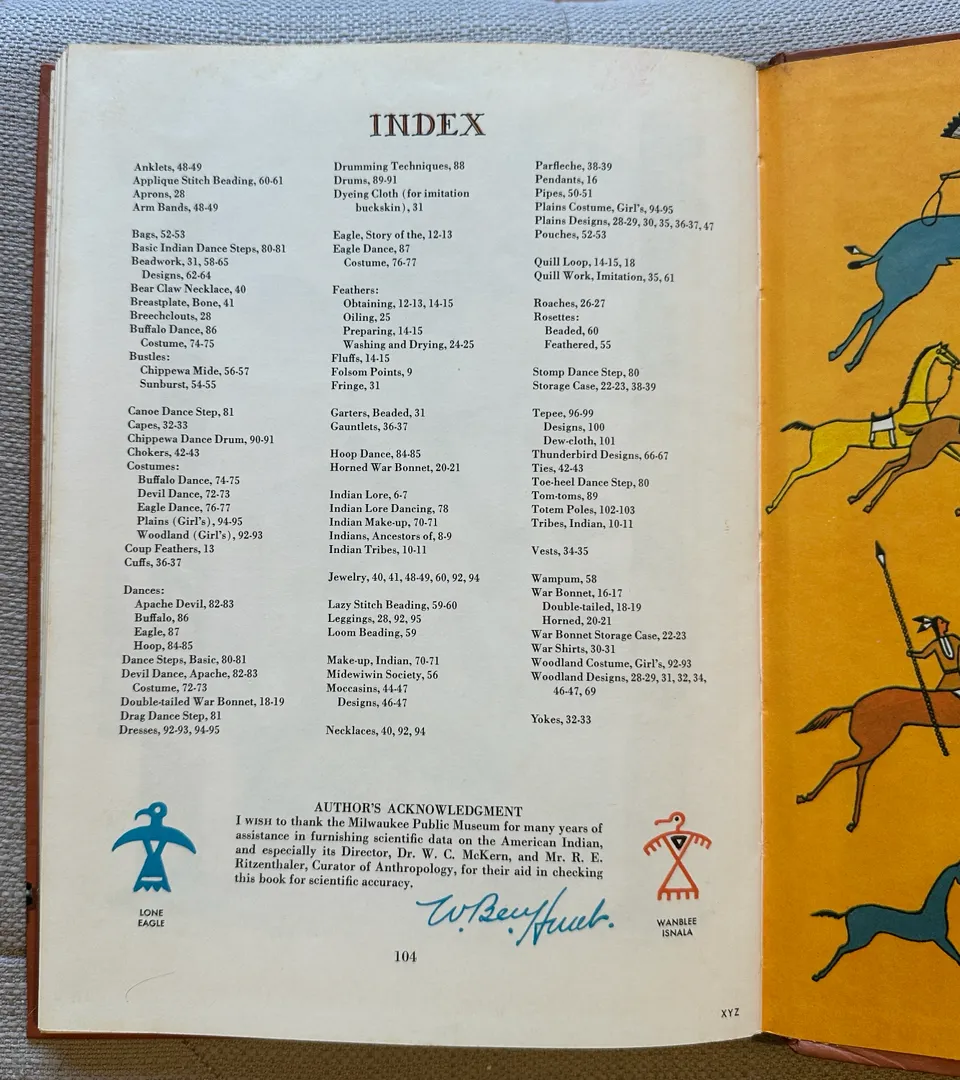 INDEX
Anklets, 48-49
Applique Stitch Beading, 60-61
Aprons, 28
Arm Bands, 48-49
Bags, 52-53
Basic Indian Dance Steps, 80-81
Beadwork, 31, 58-65
Designs, 62-64
Bear Claw Necklace, 40
Breastplate, Bone, 41
Breechclouts, 28
Buffalo Dance, 86
Costume, 74-75
Bustles:
Chippewa Mide, 56-57
Sunburst, 54-55
Canoe Dance Step, 81
Capes, 32-33
Chippewa Dance Drum, 90-91
Chokers, 42-43
Costumes:
Buffalo Dance, 74-75
Devil Dance, 72-73
Eagle Dance, 76-77
Plains (Girl's), 94-95
Woodland (Girl's), 92-93
Coup Feathers, 13
Cuffs, 36-37
Dances:
Apache Devil, 82-83
Buffalo, 86
Eagle, 87
Hoop, 84-85
Dance Steps, Basic, 80-81
Devil Dance, Apache, 82-83
Costume, 72-73
Double-tailed War Bonnet, 18-19
Drag Dance Step, 81
Dresses, 92-93, 94-95
Drumming Techniques, 88
Drums, 89-91
Dyeing Cloth (for imitation
buckskin), 31
Eagle, Story of the, 12-13
Eagle Dance, 87
Costume, 76-77
Feathers:
Obtaining, 12-13, 14-15
Oiling, 25
Preparing, 14-15
Washing and Drying, 24-25
Fluffs, 14-15
Folsom Points, 9
Fringe, 31
Garters, Beaded, 31
Gauntlets, 36-37
Hoop Dance, 84-85
Horned War Bonnet, 20-21
Indian Lore, 6-7
Indian Lore Dancing, 78
Indian Make-up, 70-71
Indians, Ancestors of, 8-9
Indian Tribes, 10-11
Jewelry, 40, 41, 48-49, 60, 92, 94
Lazy Stitch Beading, 59-60
Leggings, 28, 92, 95
Loom Beading, 59
Make-up, Indian, 70-71
Midewiwin Society, 56
Moccasins, 44-47
Designs, 46-47
Necklaces, 40, 92, 94
Parfleche, 38-39
Pendants, 16
Pipes, 50-51
Plains Costume, Girl's, 94-95
Plains Designs, 28-29, 30, 35, 36-37, 47
Pouches, 52-53
Quill Loop, 14-15, 18
Quill Work, Imitation, 35, 61
Roaches, 26-27
Rosettes:
Beaded, 60
Feathered, 55
Stomp Dance Step, 80
Storage Case, 22-23, 38-39
Tepee, 96-99
Designs, 100
Dew-cloth, 101
Thunderbird Designs, 66-67
Ties, 42-43
Toe-heel Dance Step, 80
Tom-toms, 89
Totem Poles, 102-103
Tribes, Indian, 10-11
Vests, 34-35
Wampum, 58
War Bonnet, 16-17
Double-tailed, 18-19
Horned, 20-21
War Bonnet Storage Case, 22-23
War Shirts, 30-31
Woodland Costume, Girl's, 92-93
Woodland Designs, 28-29, 31, 32, 34,
46-47, 69
Yokes, 32-33
AUTHOR'S ACKNOWLEDGMENT
I WISH to thank the Milwaukee Public Museum for many years of
assistance in furnishing scientific data on the American Indian,
and especially its Director, Dr. W. C. McKern, and Mr. R. E.
Ritzenthaler, Curator of Anthropology, for their aid in checking
this book for scientific accuracy.
W. Ben Hunt.
LONE
EAGLE
WANBLEE
ISNALA
104
XYZ